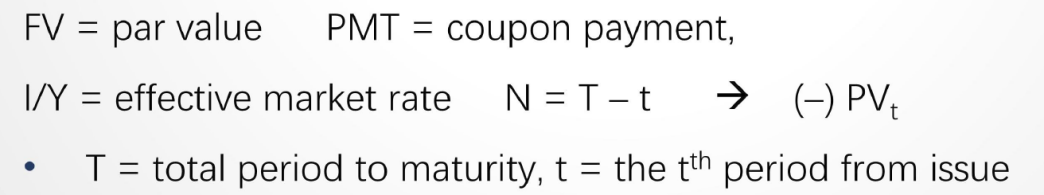 FV = par value PMT = coupon payment,
I/Y = effective market rate N = T – t → (–) PVt
• T = total period to maturity, t = the tth period from issue